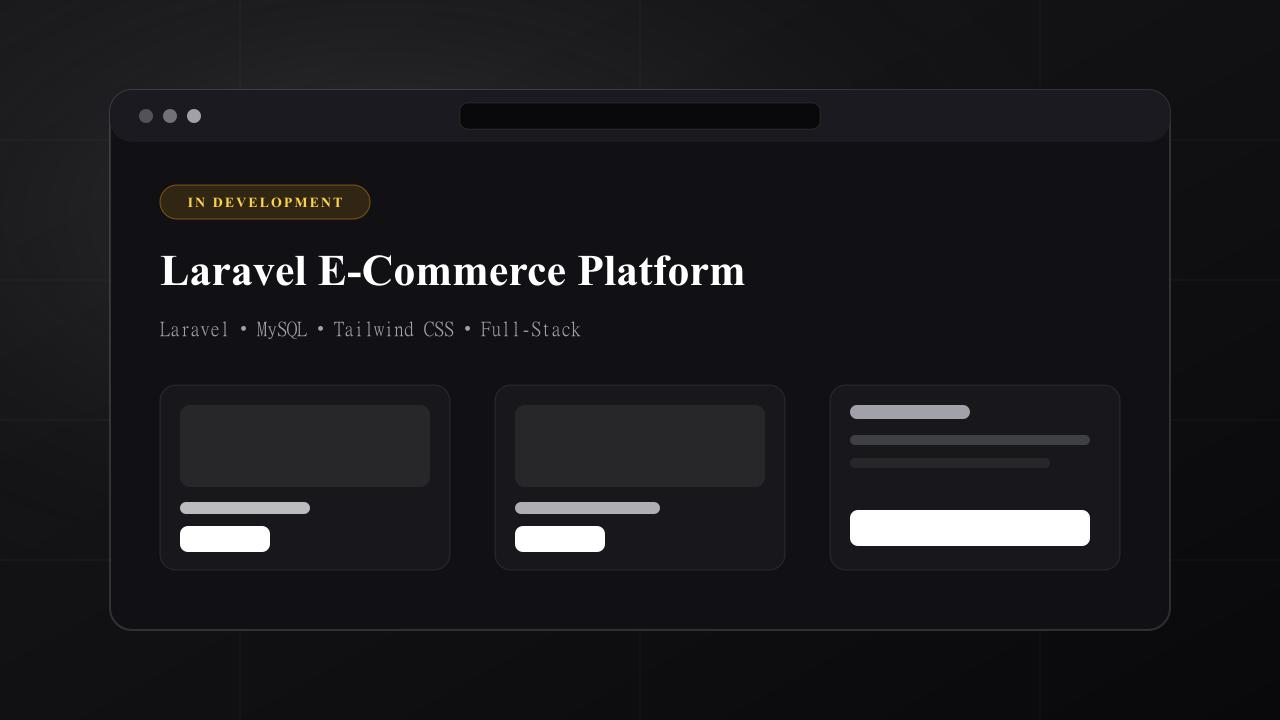 IN DEVELOPMENT
Laravel E-Commerce Platform
Laravel • MySQL • Tailwind CSS • Full-Stack